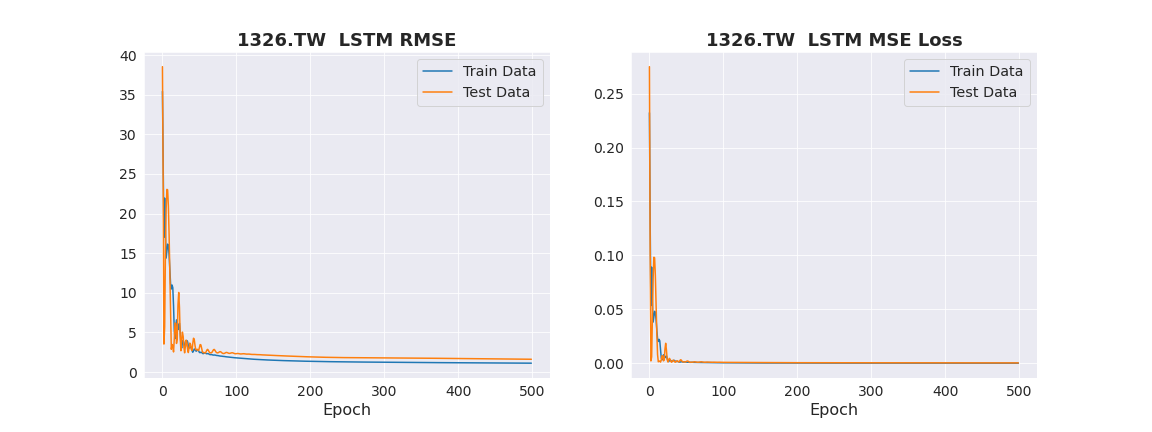 1326.TW  LSTM RMSE
40
35
30
25
20
15
10
5
0
0 100 200 300 400 500
Epoch
Train Data
Test Data
1326.TW  LSTM MSE Loss
0.25
0.20
0.15
0.10
0.05
0.00
0 100 200 300 400 500
Epoch
Train Data
Test Data